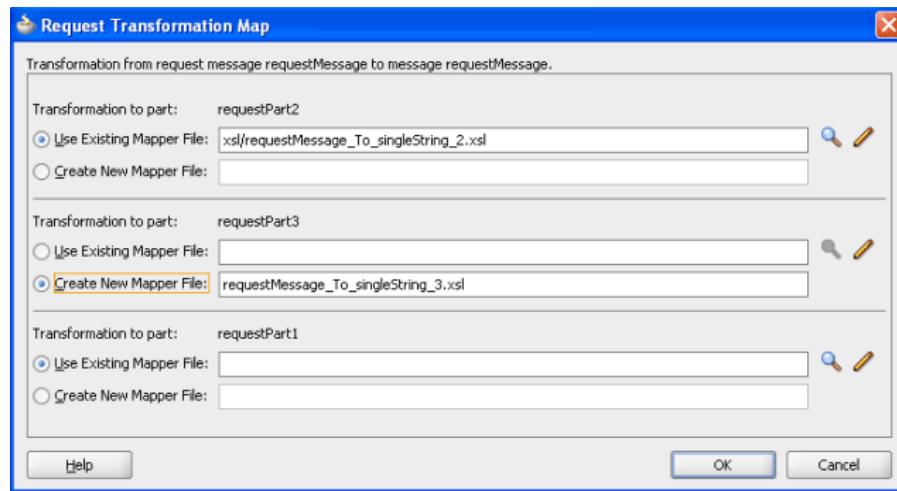 Request Transformation Map
Transformation from request message requestMessage to message requestMessage.
Transformation to part: requestPart2
Use Existing Mapper File: xsl/requestMessage_To_singleString_2.xsl
Create New Mapper File:
Transformation to part: requestPart3
Use Existing Mapper File:
Create New Mapper File: requestMessage_To_singleString_3.xsl
Transformation to part: requestPart1
Use Existing Mapper File:
Create New Mapper File:
Help OK Cancel